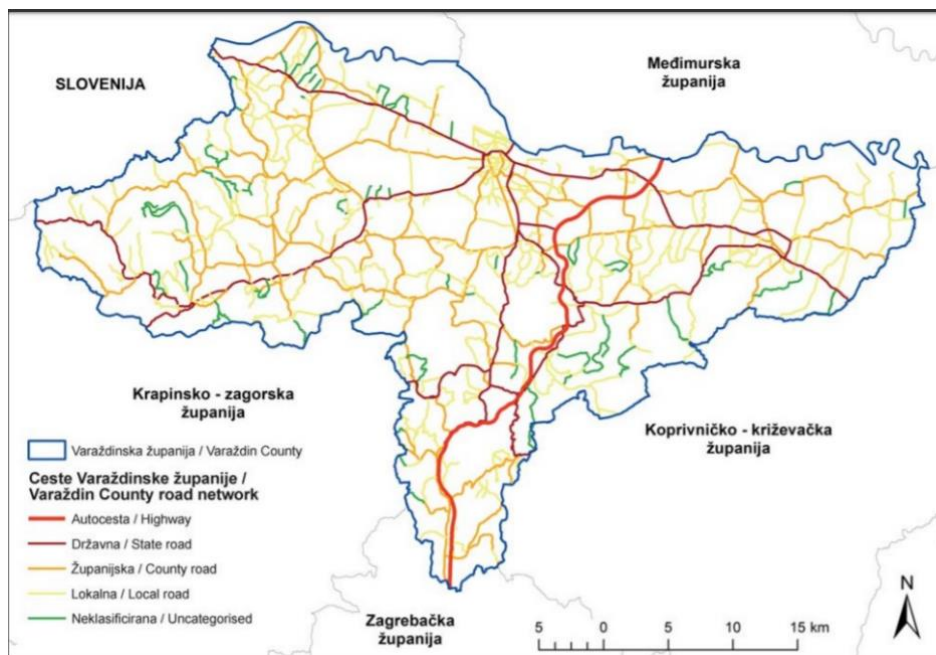 SLOVENIJA
Međimurska
županija
Krapinsko - zagorska
županija
Koprivničko - križevačka
županija
Varaždinska županija / Varaždin County
Ceste Varaždinske županije /
Varaždin County road network
Autocesta / Highway
Državna / State road
Županijska / County road
Lokalna / Local road
Neklasificirana / Uncategorised
Zagrebačka
županija
N
5 0 5 10 15 km